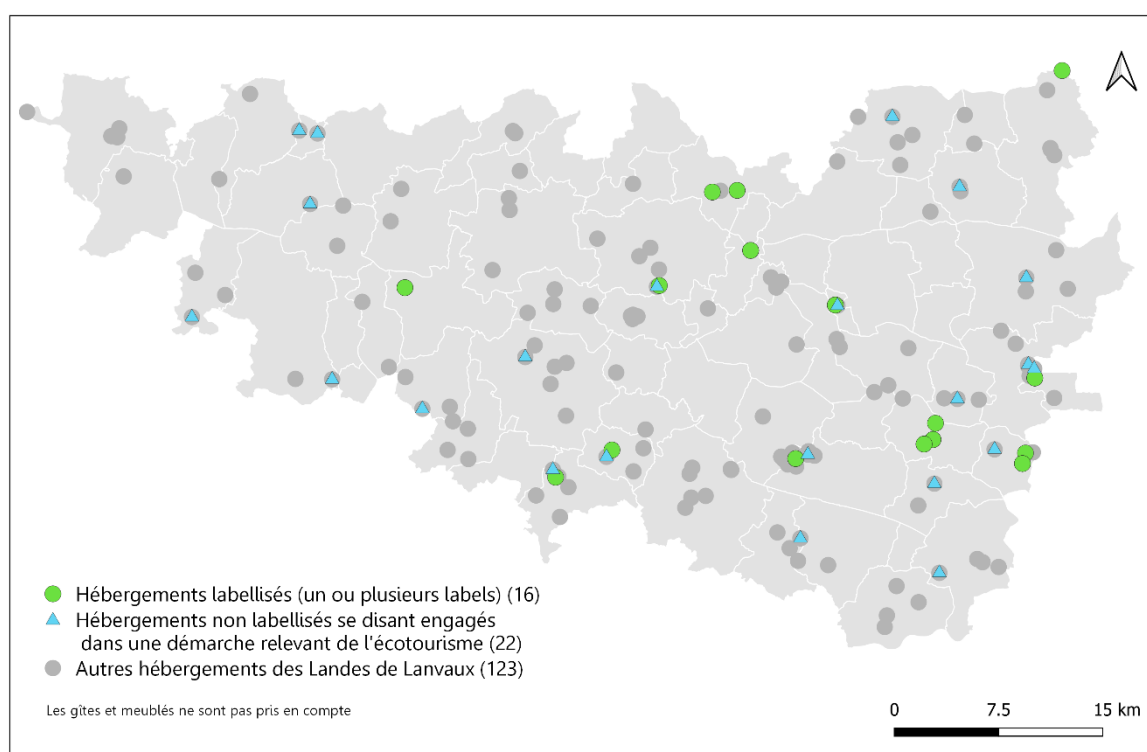 Hébergements labellisés (un ou plusieurs labels) (16)
Hébergements non labellisés se disant engagés
dans une démarche relevant de l'écotourisme (22)
Autres hébergements des Landes de Lanvaux (123)
Les gîtes et meublés ne sont pas pris en compte
0 7.5 15 km